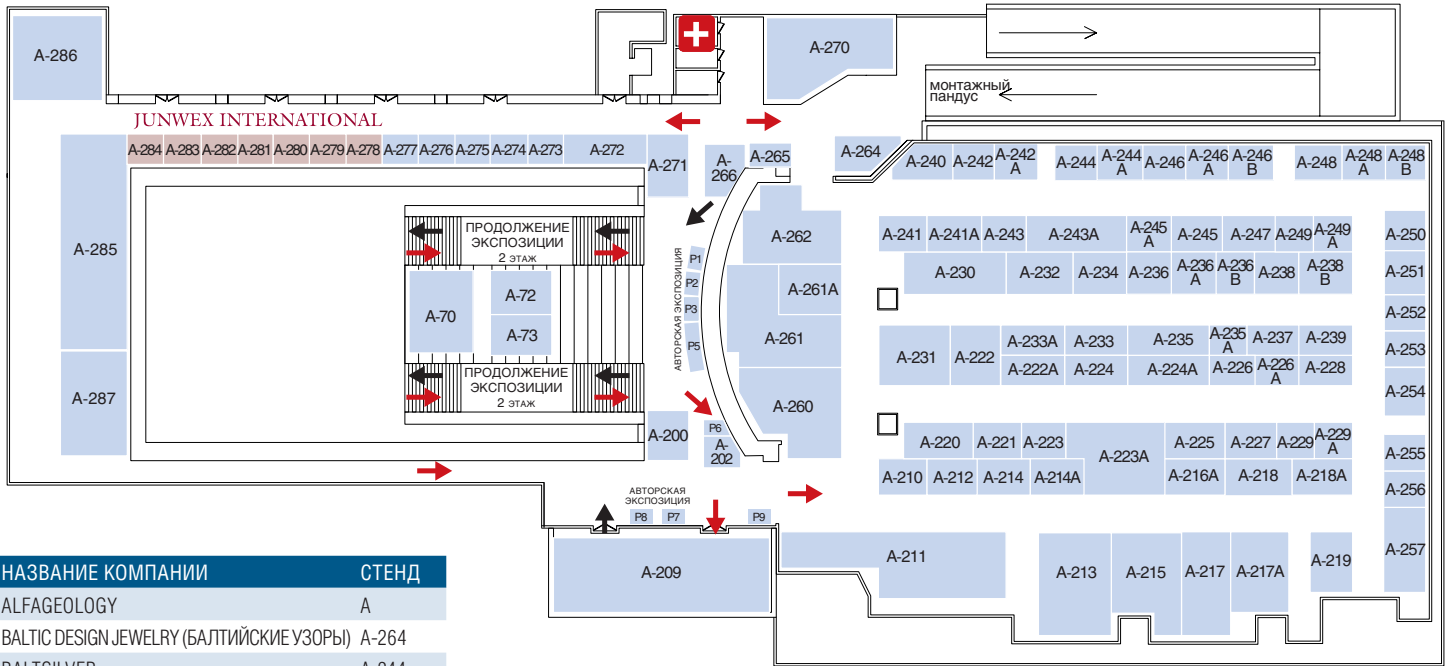 A-286
A-270
МОНТАЖНЫЙ
ПАНДУС
JUNWEX INTERNATIONAL
A-284 A-283 A-282 A-281 A-280 A-279 A-278 A-277 A-276 A-275 A-274 A-273 A-272
A-271
A-
266
A-265
A-264
A-240 A-242 A-242
A
A-244 A-244
A
A-246 A-246
A
A-246
B
A-248 A-248
A
A-248
B
A-285
A-287
ПРОДОЛЖЕНИЕ
ЭКСПОЗИЦИИ
2 ЭТАЖ
A-70
A-72
A-73
ПРОДОЛЖЕНИЕ
ЭКСПОЗИЦИИ
2 ЭТАЖ
АВТОРСКАЯ ЭКСПОЗИЦИЯ
P1
P2
P3
P5
P6
A-200
A-
202
A-262
A-261A
A-261
A-260
A-241 A-241A A-243 A-243A A-245
A
A-245 A-247 A-249 A-249
A
A-230 A-232 A-234 A-236 A-236
A
A-236
B
A-238 A-238
B
A-231 A-222
A-233A A-233 A-235 A-235
A
A-237 A-239
A-222A A-224 A-224A A-226 A-226
A
A-228
A-220 A-221 A-223 A-223A A-225 A-227 A-229 A-229
A
A-210 A-212 A-214 A-214A A-216A A-218 A-218A
A-250
A-251
A-252
A-253
A-254
A-255
A-256
A-257
АВТОРСКАЯ
ЭКСПОЗИЦИЯ
P8 P7 P9
A-209
A-211
A-213 A-215 A-217 A-217A A-219
НАЗВАНИЕ КОМПАНИИ СТЕНД
ALFAGEOLOGY A
BALTIC DESIGN JEWELRY (БАЛТИЙСКИЕ УЗОРЫ) A-264